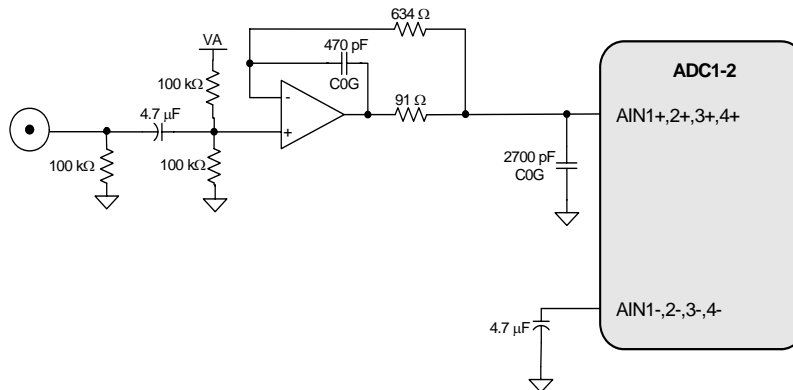 634 Ω
470 pF
C0G
VA
100 kΩ
4.7 µF
-
+
91 Ω
100 kΩ
100 kΩ
2700 pF
C0G
ADC1-2
AIN1+,2+,3+,4+
4.7 µF
AIN1-,2-,3-,4-